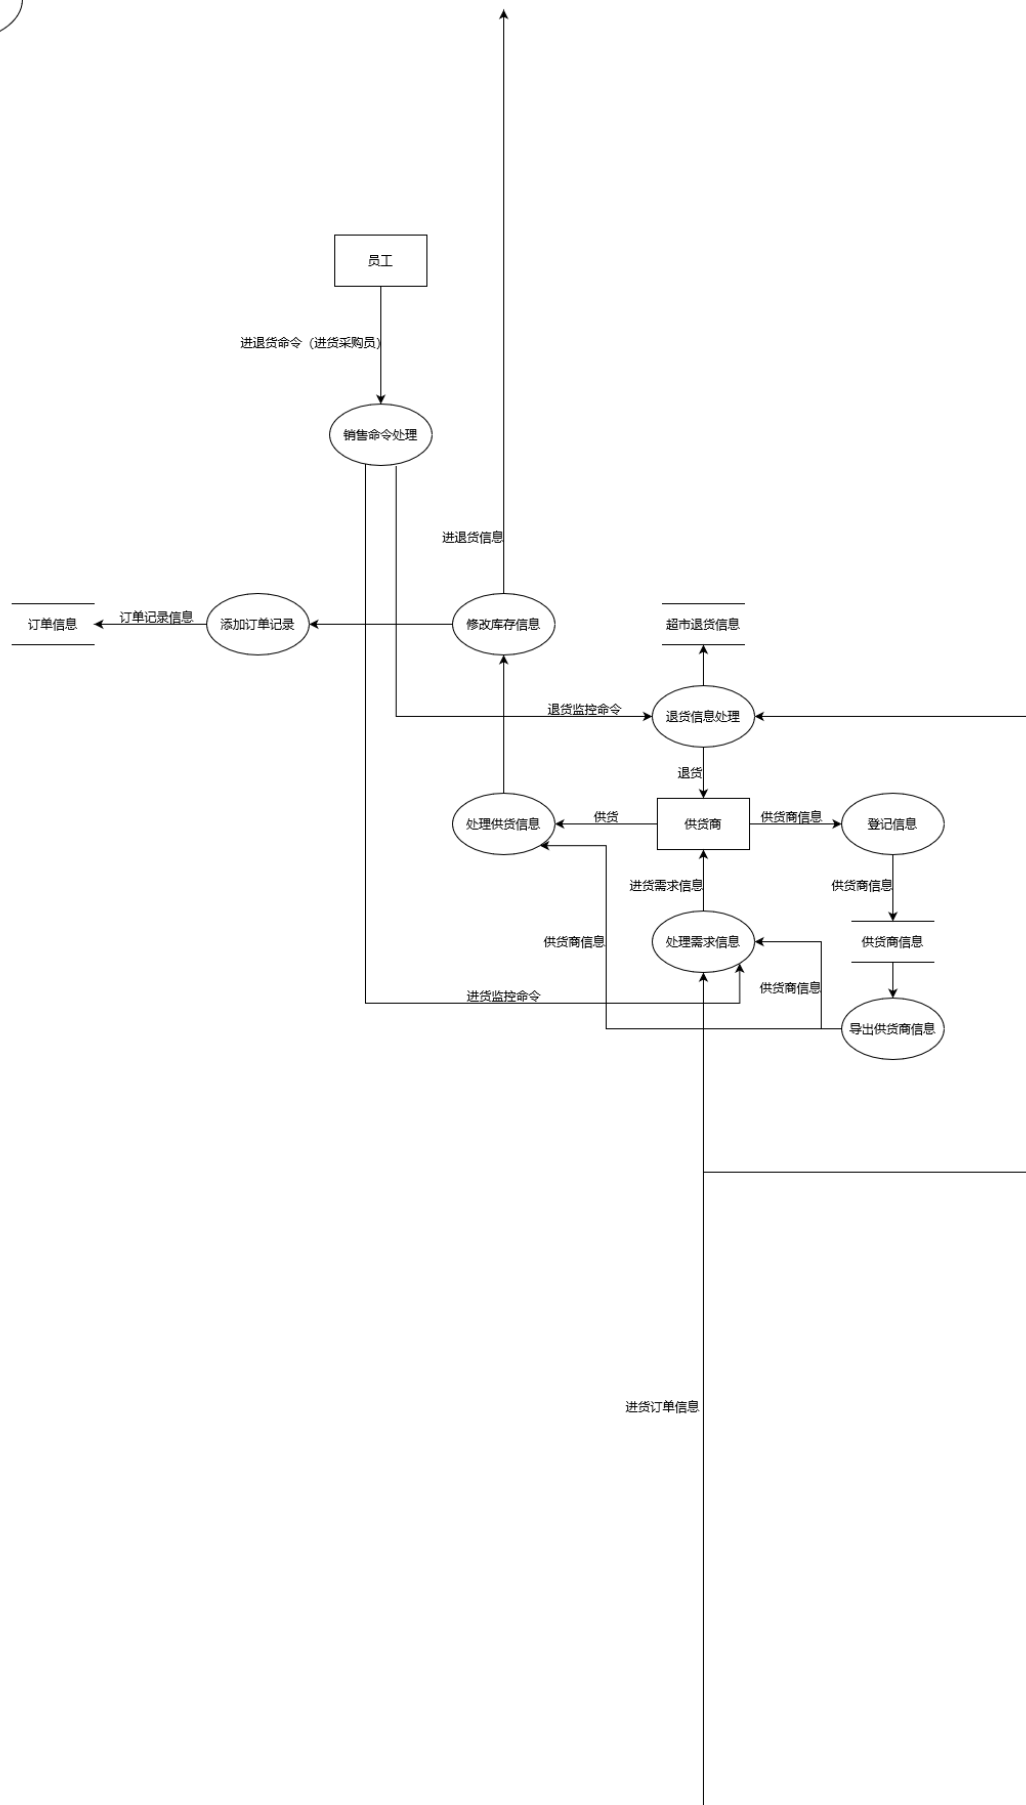 员工
进退货命令（进货采购员）
销售命令处理
进退货信息
订单信息
订单记录信息
添加订单记录
修改库存信息
超市退货信息
退货监控命令
退货信息处理
退货
处理供货信息
供货
供货商
供货商信息
登记信息
进货需求信息
供货商信息
供货商信息
处理需求信息
供货商信息
进货监控命令
供货商信息
导出供货商信息
进货订单信息